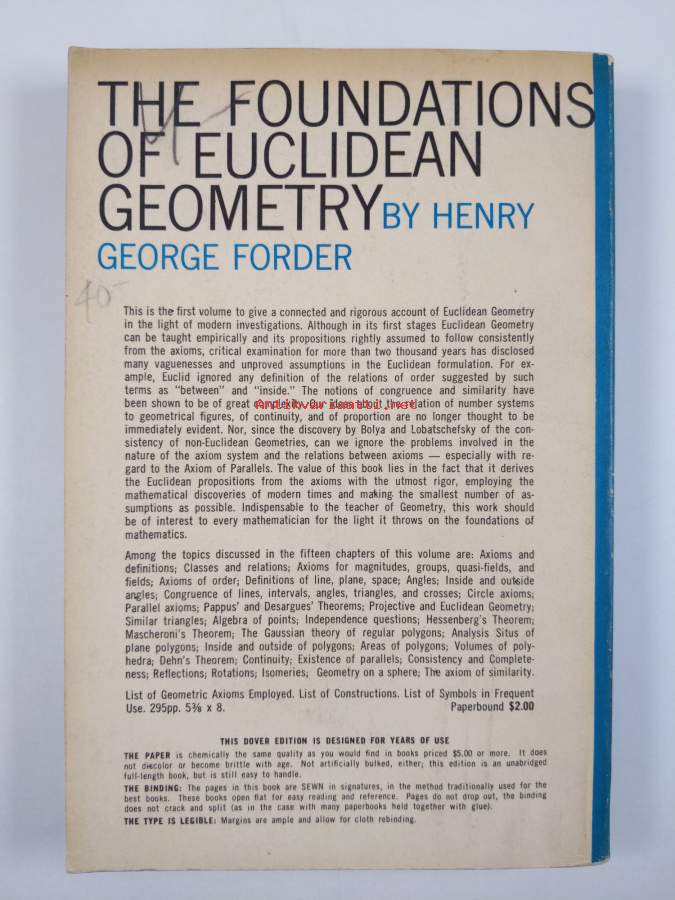 THE FOUNDATIONS
OF EUCLIDEAN
GEOMETRY BY HENRY
GEORGE FORDER
40-
This is the first volume to give a connected and rigorous account of Euclidean Geometry
in the light of modern investigations. Although in its first stages Euclidean Geometry
can be taught empirically and its propositions rightly assumed to follow consistently
from the axioms, critical examination for more than two thousand years has disclosed
many vaguenesses and unproved assumptions in the Euclidean formulation. For ex-
ample, Euclid ignored any definition of the relations of order suggested by such
terms as "between" and "inside." The notions of congruence and similarity have
been shown to be of great complexity. Our ideas about the relation of number systems
Antikvariaatti.net
to geometrical figures, of continuity, and of proportion are no longer thought to be
immediately evident. Nor, since the discovery by Bolya and Lobatschefsky of the con-
sistency of non-Euclidean Geometries, can we ignore the problems involved in the
nature of the axiom system and the relations between axioms — especially with re-
gard to the Axiom of Parallels. The value of this book lies in the fact that it derives
the Euclidean propositions from the axioms with the utmost rigor, employing the
mathematical discoveries of modern times and making the smallest number of as-
sumptions as possible. Indispensable to the teacher of Geometry, this work should
be of interest to every mathematician for the light it throws on the foundations of
mathematics.
Among the topics discussed in the fifteen chapters of this volume are: Axioms and
definitions; Classes and relations; Axioms for magnitudes, groups, quasi-fields, and
fields; Axioms of order; Definitions of line, plane, space; Angles; Inside and outside
angles; Congruence of lines, intervals, angles, triangles, and crosses; Circle axioms;
Parallel axioms; Pappus' and Desargues' Theorems; Projective and Euclidean Geometry;
Similar triangles; Algebra of points; Independence questions; Hessenberg's Theorem;
Mascheroni's Theorem; The Gaussian theory of regular polygons; Analysis Situs of
plane polygons; Inside and outside of polygons; Areas of polygons; Volumes of poly-
hedra; Dehn's Theorem; Continuity; Existence of parallels; Consistency and Complete-
ness; Reflections; Rotations; Isomeries; Geometry on a sphere; The axiom of similarity.
List of Geometric Axioms Employed. List of Constructions. List of Symbols in Frequent
Use. 295pp. 5⅜ x 8. Paperbound $2.00
THIS DOVER EDITION IS DESIGNED FOR YEARS OF USE
THE PAPER is chemically the same quality as you would find in books priced $5.00 or more. It does
not discolor or become brittle with age. Not artificially bulked, either; this edition is an unabridged
full-length book, but is still easy to handle.
THE BINDING: The pages in this book are SEWN in signatures, in the method traditionally used for the
best books. These books open flat for easy reading and reference. Pages do not drop out, the binding
does not crack and split (as in the case with many paperbooks held together with glue).
THE TYPE IS LEGIBLE: Margins are ample and allow for cloth rebinding.